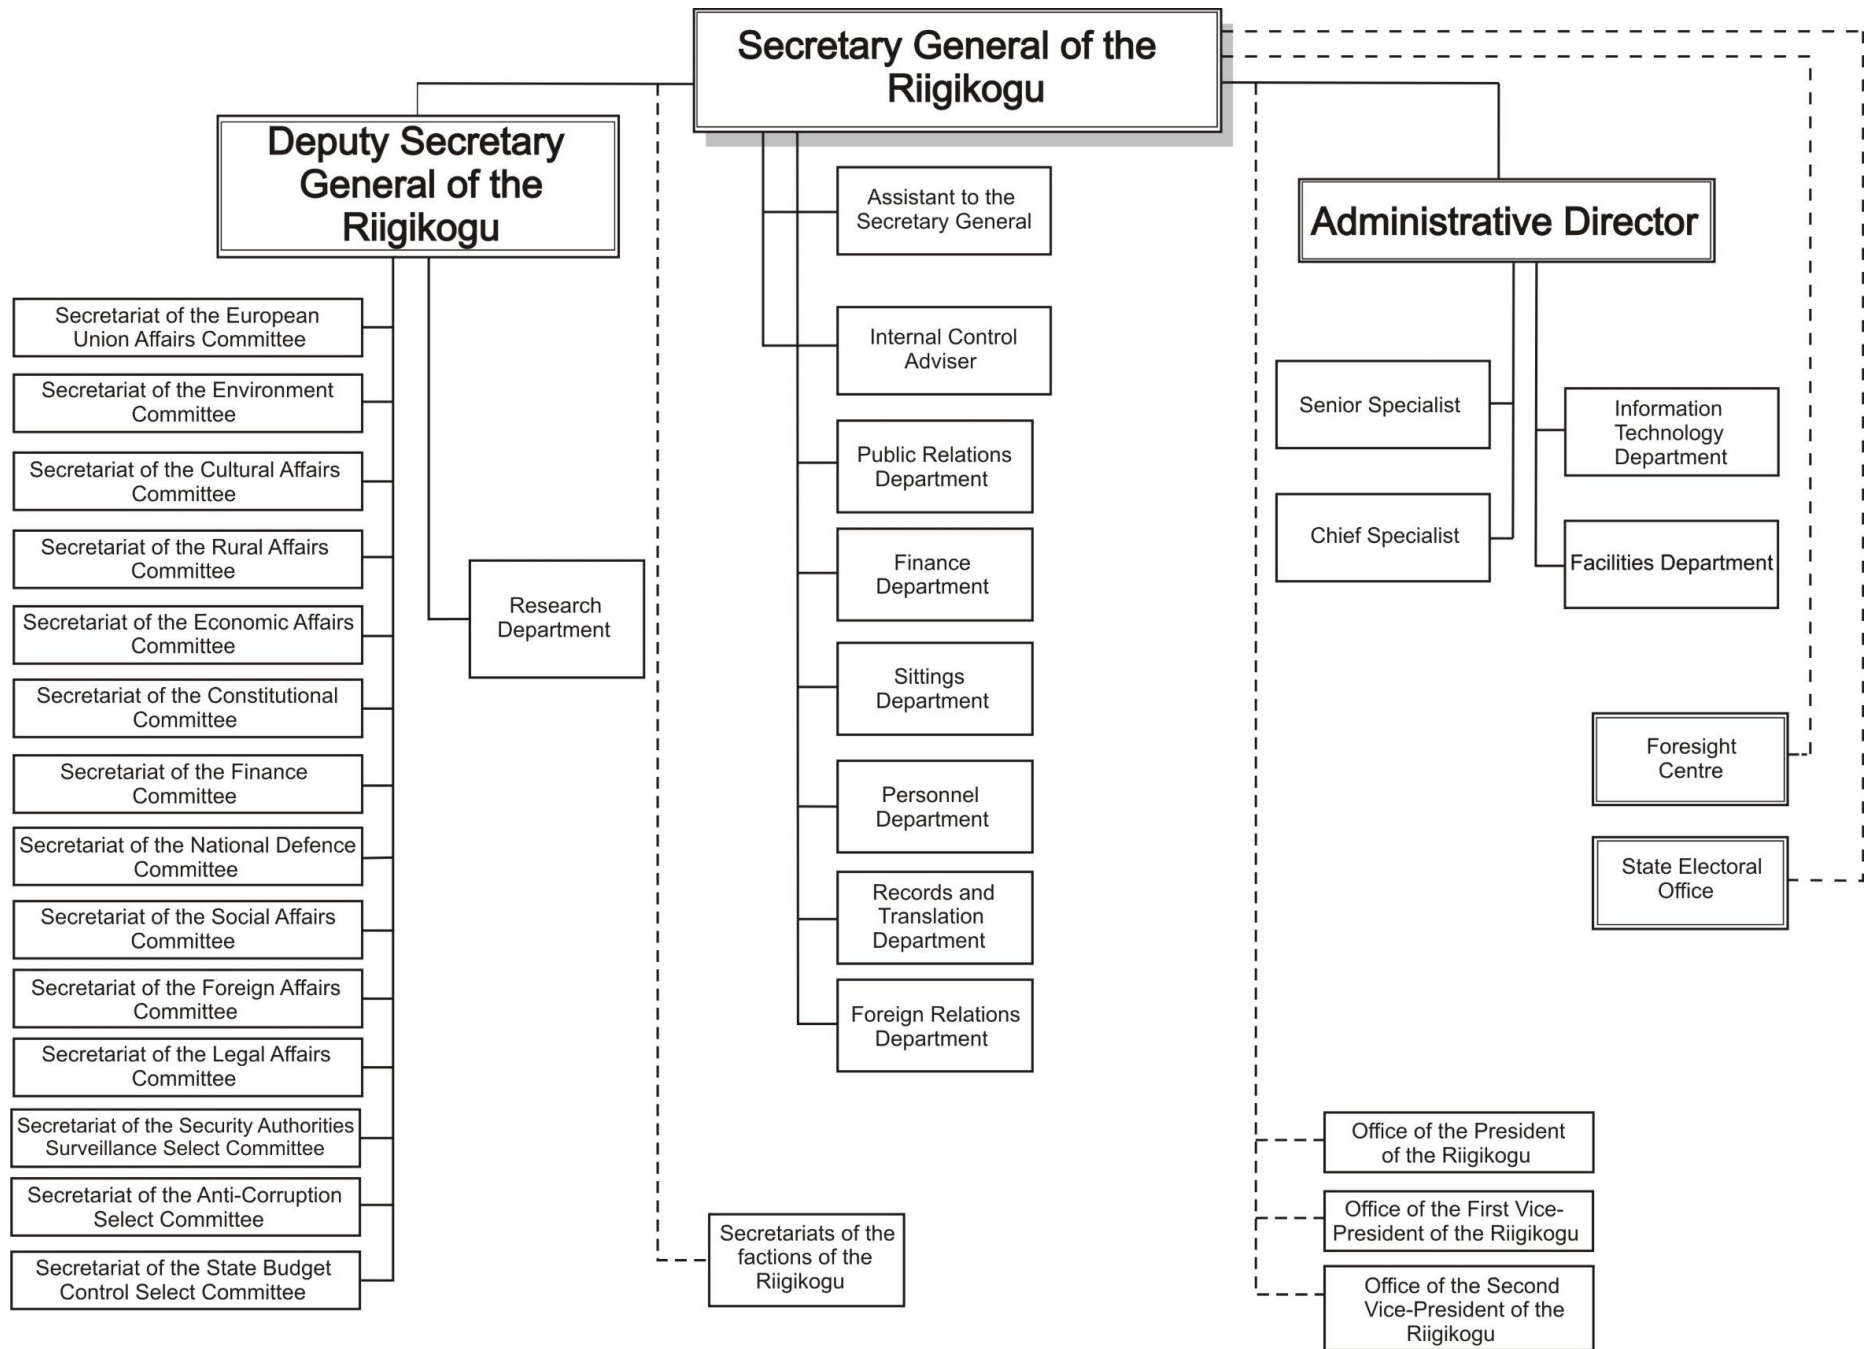 Secretary General of the
Riigikogu
Deputy Secretary
General of the
Riigikogu
Administrative Director
Secretariat of the European
Union Affairs Committee
Secretariat of the Environment
Committee
Secretariat of the Cultural Affairs
Committee
Secretariat of the Rural Affairs
Committee
Secretariat of the Economic Affairs
Committee
Secretariat of the Constitutional
Committee
Secretariat of the Finance
Committee
Secretariat of the National Defence
Committee
Secretariat of the Social Affairs
Committee
Secretariat of the Foreign Affairs
Committee
Secretariat of the Legal Affairs
Committee
Secretariat of the Security Authorities
Surveillance Select Committee
Secretariat of the Anti-Corruption
Select Committee
Secretariat of the State Budget
Control Select Committee
Research
Department
Assistant to the
Secretary General
Internal Control
Adviser
Public Relations
Department
Finance
Department
Sittings
Department
Personnel
Department
Records and
Translation
Department
Foreign Relations
Department
Secretariats of the
factions of the
Riigikogu
Senior Specialist
Chief Specialist
Information
Technology
Department
Facilities Department
Foresight
Centre
State Electoral
Office
Office of the President
of the Riigikogu
Office of the First Vice-
President of the Riigikogu
Office of the Second
Vice-President of the
Riigikogu